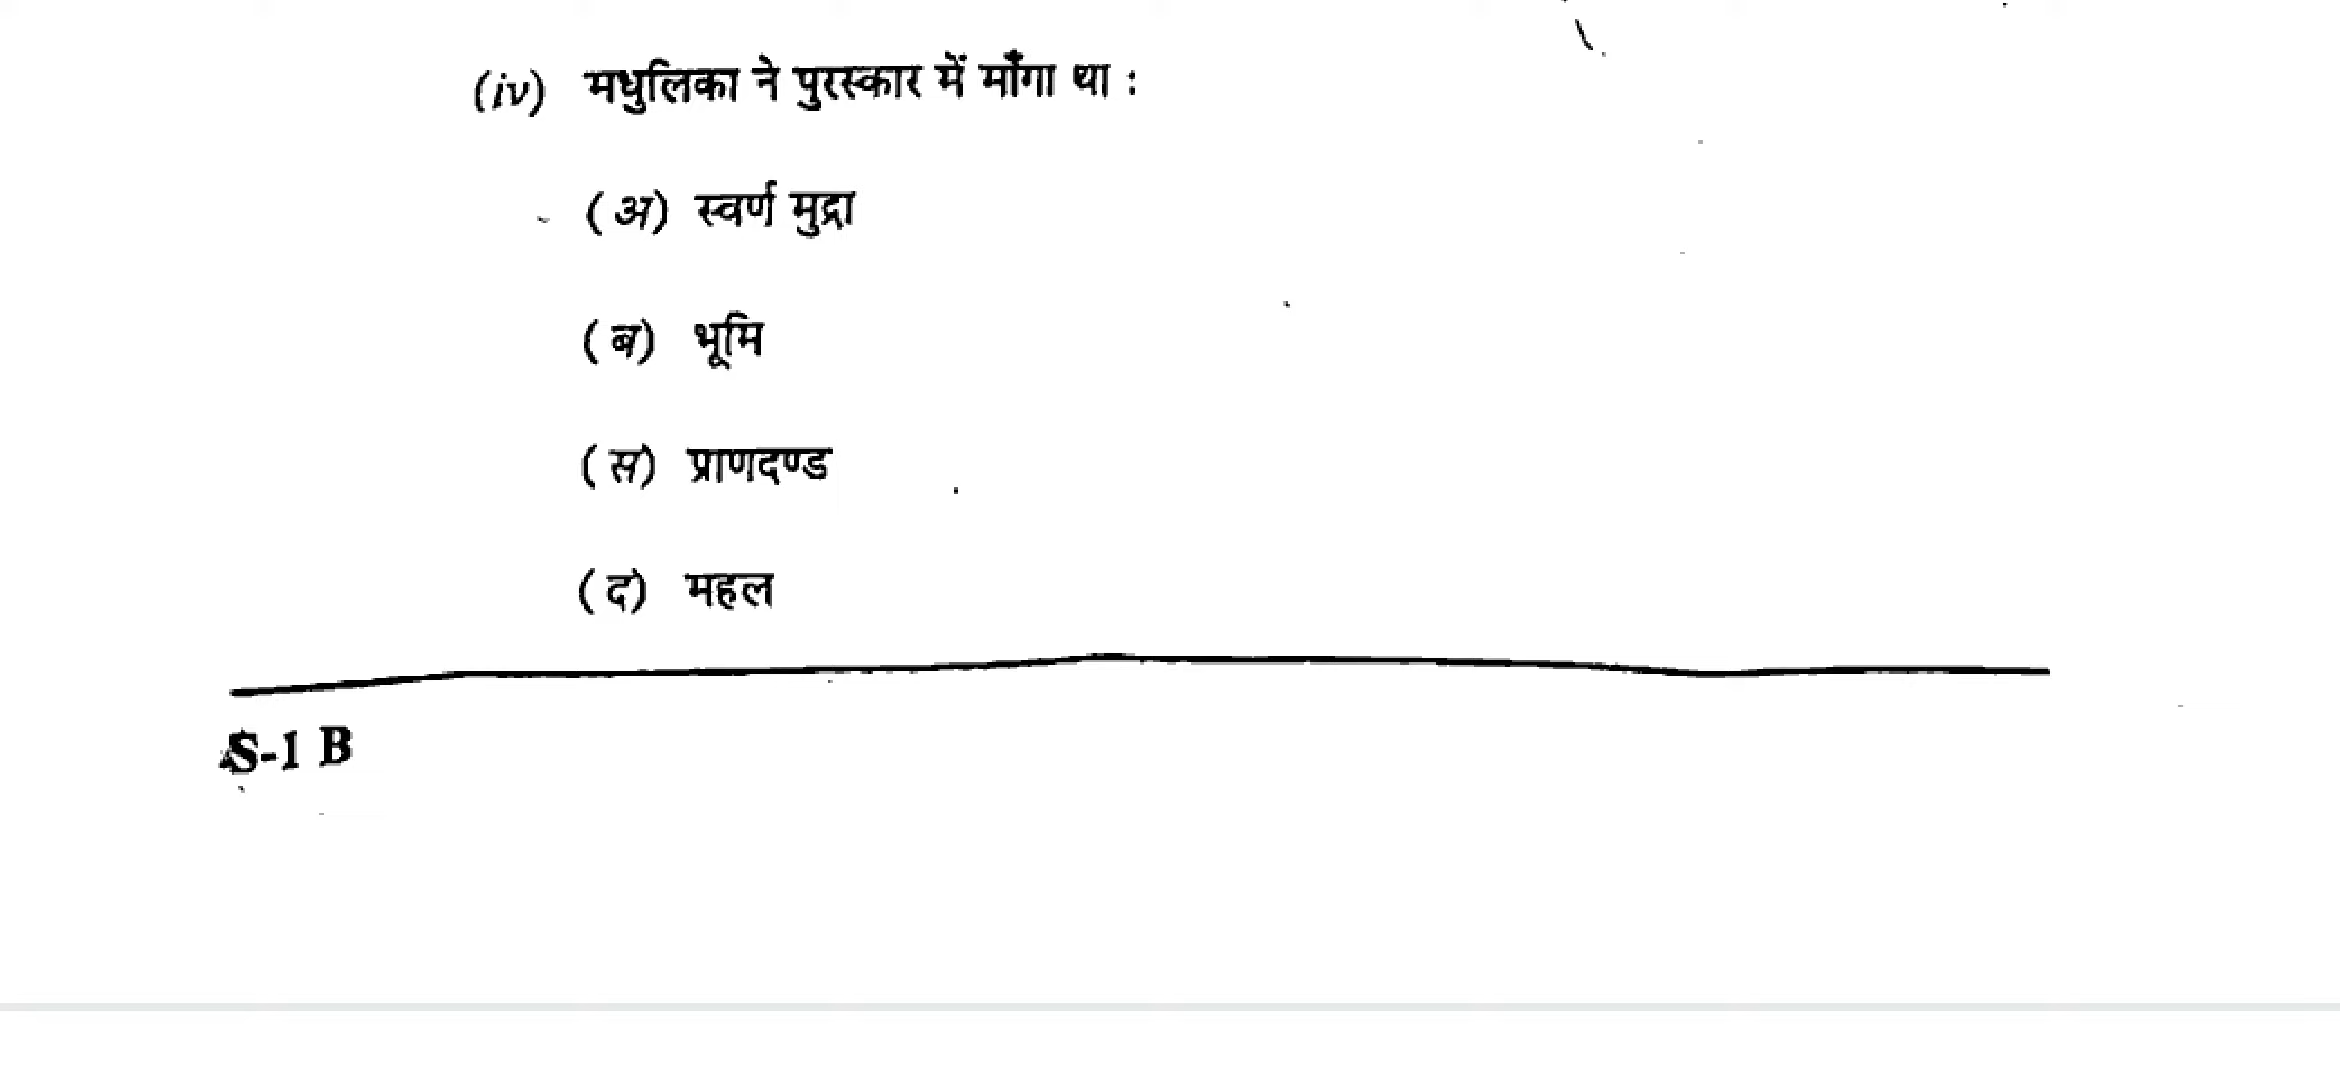 (iv) मधुलिका ने पुरस्कार में माँगा था :
(अ) स्वर्ण मुद्रा
(ब) भूमि
(स) प्राणदण्ड
(द) महल
S-1 B